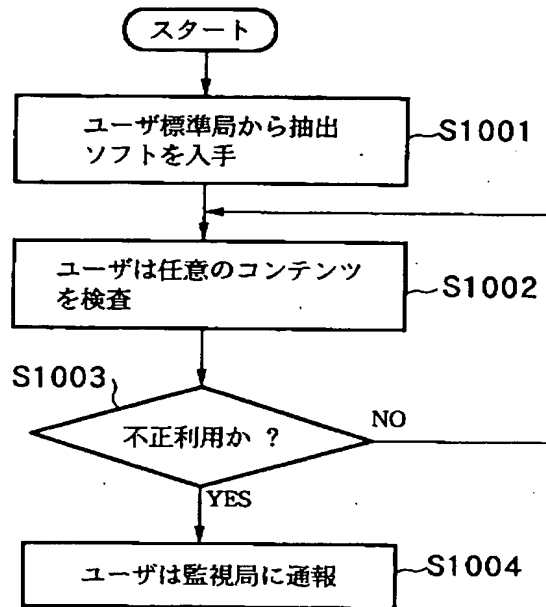 スタート
ユーザ標準局から抽出
ソフトを入手
S1001
ユーザは任意のコンテンツ
を検査
S1002
S1003
不正利用か ?
NO
YES
ユーザは監視局に通報
S1004